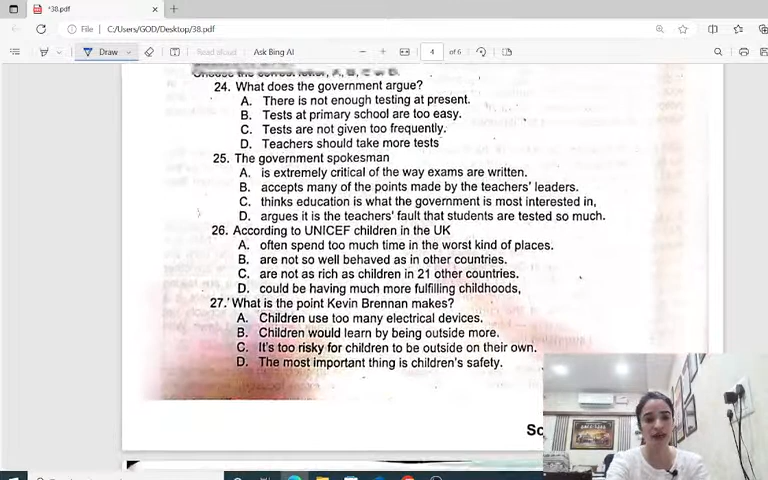 *38.pdf
File
C:/Users/GOD/Desktop/38.pdf
Draw
Read aloud
Ask Bing AI
4
of 6
Choose the correct letter, A, B, C or D.
24. What does the government argue?
A. There is not enough testing at present.
B. Tests at primary school are too easy.
C. Tests are not given too frequently.
D. Teachers should take more tests
25. The government spokesman
A. is extremely critical of the way exams are written.
B. accepts many of the points made by the teachers' leaders.
C. thinks education is what the government is most interested in,
D. argues it is the teachers' fault that students are tested so much.
26. According to UNICEF children in the UK
A. often spend too much time in the worst kind of places.
B. are not so well behaved as in other countries.
C. are not as rich as children in 21 other countries.
D. could be having much more fulfilling childhoods,
27. What is the point Kevin Brennan makes?
A. Children use too many electrical devices.
B. Children would learn by being outside more.
C. It's too risky for children to be outside on their own.
D. The most important thing is children's safety.
Sc